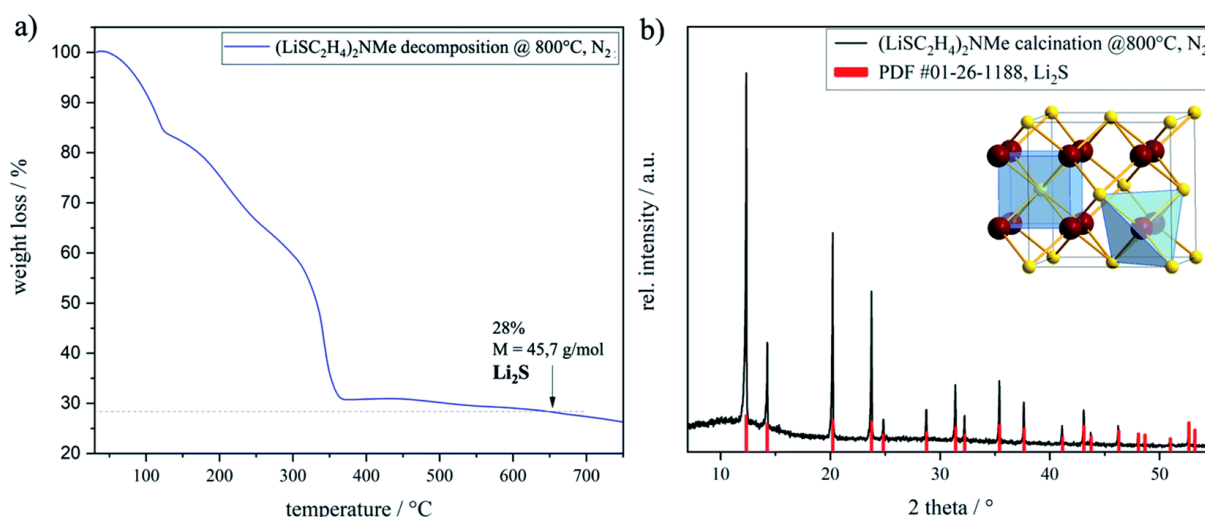 a)
(LiSC₂H₄)₂NMe decomposition @ 800°C, N₂
100
90
80
70
60
50
40
30
20
weight loss / %
28%
M = 45,7 g/mol
Li₂S
100
200
300
400
500
600
700
temperature / °C
b)
(LiSC₂H₄)₂NMe calcination @800°C, N₂
PDF #01-26-1188, Li₂S
rel. intensity / a.u.
10
20
30
40
50
2 theta / °